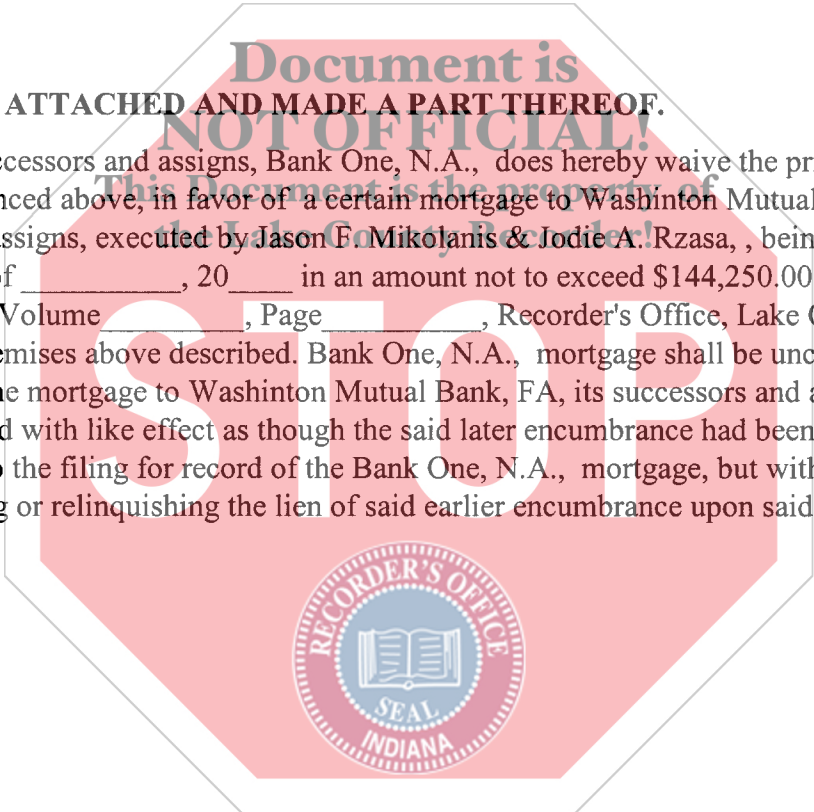 Document is
ATTACHED AND MADE A PART THEREOF.
NOT OFFICIAL!
ecessors and assigns, Bank One, N.A., does hereby waive the pr
This Document is the property of
nced above, in favor of a certain mortgage to Washinton Mutual
the Lake County Recorder!
assigns, executed by Jason F. Mikolanis & Jodie A. Rzasa, , bein
f __________, 20____ in an amount not to exceed $144,250.00
Volume_________, Page__________, Recorder's Office, Lake
emises above described. Bank One, N.A., mortgage shall be unc
e mortgage to Washinton Mutual Bank, FA, its successors and a
d with like effect as though the said later encumbrance had been
the filing for record of the Bank One, N.A., mortgage, but with
g or relinquishing the lien of said earlier encumbrance upon said
STOP
RECORDER'S OFFICE
SEAL
INDIANA